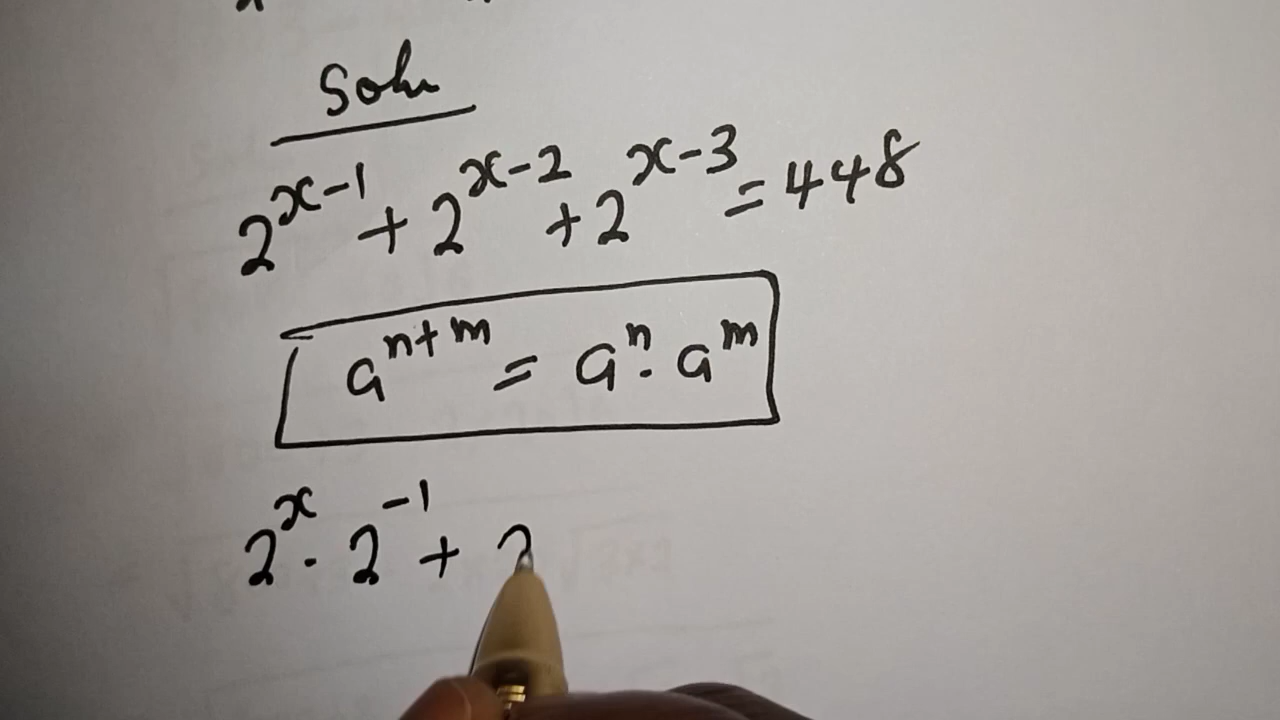 Soln
2^{x-1} + 2^{x-2} + 2^{x-3} = 448
a^{n+m} = a^n . a^m
2^x . 2^{-1} + 2